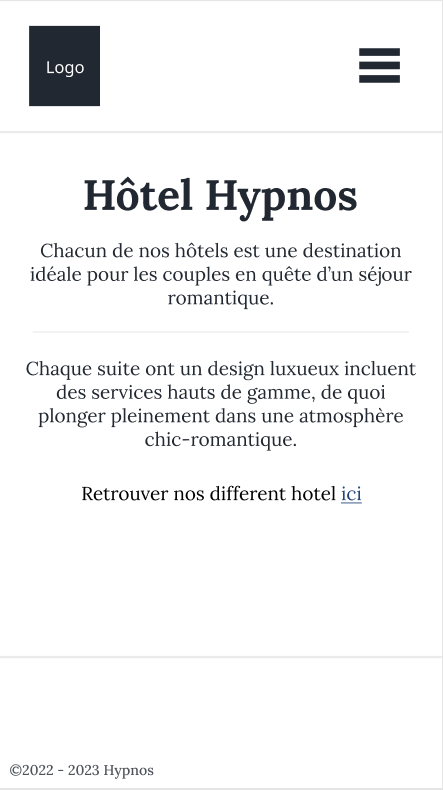 Logo
Hôtel Hypnos
Chacun de nos hôtels est une destination
idéale pour les couples en quête d’un séjour
romantique.
Chaque suite ont un design luxueux incluent
des services hauts de gamme, de quoi
plonger pleinement dans une atmosphère
chic-romantique.
Retrouver nos different hotel ici
©2022 - 2023 Hypnos